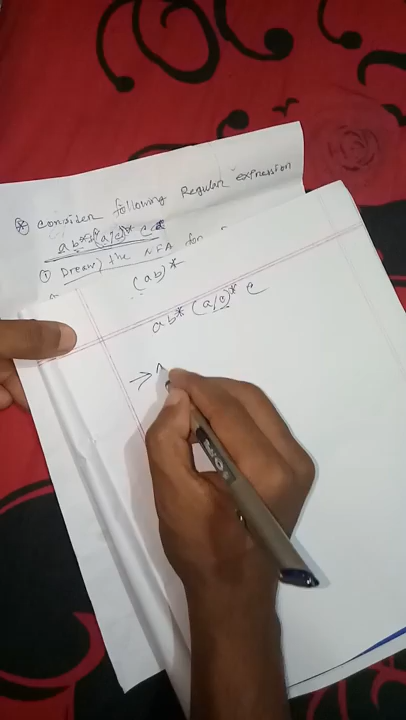 * Consider following Regular expression
ab*(a/c)* c
① Draw the NFA for
(ab)*
ab* (a/c)* c
→